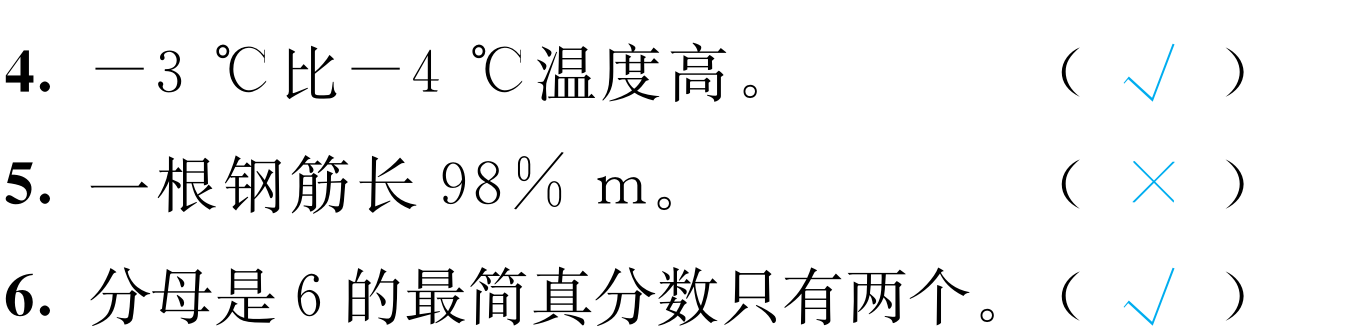 4. －3 ℃比－4 ℃温度高。 ( √ )
5. 一根钢筋长 98% m。 ( × )
6. 分母是 6 的最简真分数只有两个。 ( √ )